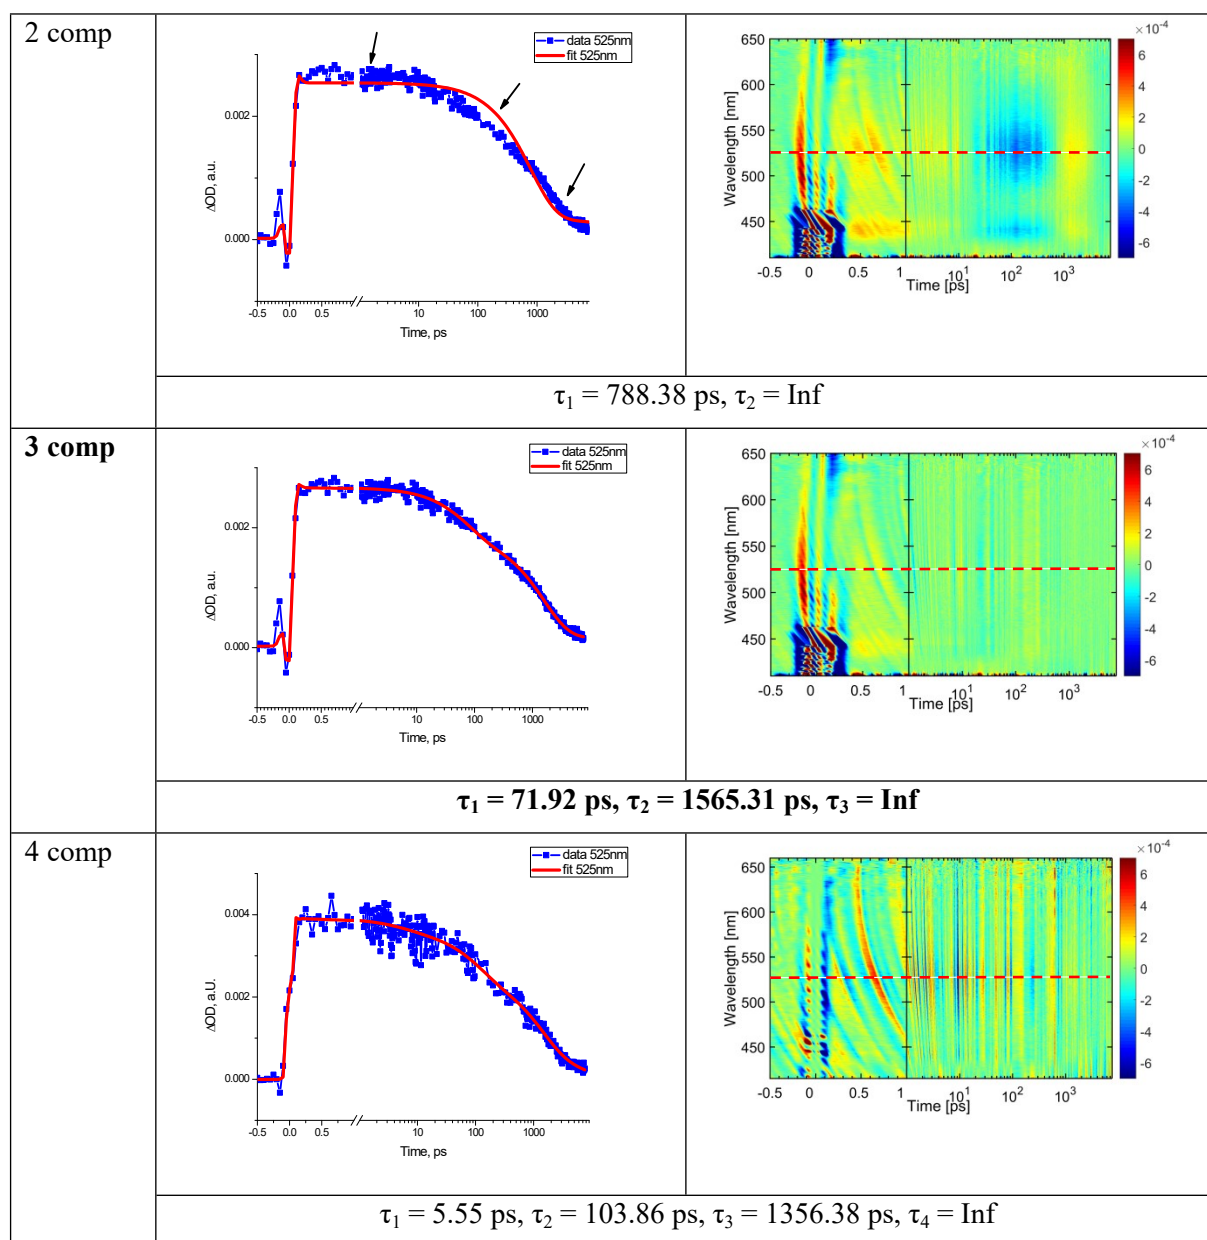 2 comp
data 525nm
fit 525nm
0.002
0.000
ΔOD, a.u.
-0.5 0.0 0.5 10 100 1000
Time, ps
×10⁻⁴
650
600
550
500
450
Wavelength [nm]
6
4
2
0
-2
-4
-6
-0.5 0 0.5 1 10¹ 10² 10³
Time [ps]
τ₁ = 788.38 ps, τ₂ = Inf
3 comp
data 525nm
fit 525nm
0.002
0.000
ΔOD, a.u.
-0.5 0.0 0.5 10 100 1000
Time, ps
×10⁻⁴
650
600
550
500
450
Wavelength [nm]
6
4
2
0
-2
-4
-6
-0.5 0 0.5 1 10¹ 10² 10³
Time [ps]
τ₁ = 71.92 ps, τ₂ = 1565.31 ps, τ₃ = Inf
4 comp
data 525nm
fit 525nm
0.004
0.002
0.000
ΔOD, a.u.
-0.5 0.0 0.5 10 100 1000
Time, ps
×10⁻⁴
650
600
550
500
450
Wavelength [nm]
6
4
2
0
-2
-4
-6
-0.5 0 0.5 1 10¹ 10² 10³
Time [ps]
τ₁ = 5.55 ps, τ₂ = 103.86 ps, τ₃ = 1356.38 ps, τ₄ = Inf